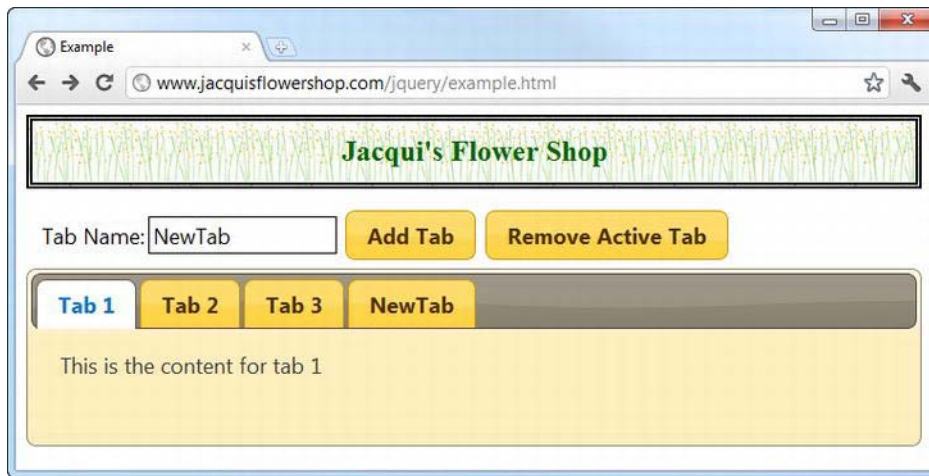 Example
www.jacquisflowershop.com/jquery/example.html
Jacqui's Flower Shop
Tab Name: NewTab Add Tab Remove Active Tab
Tab 1 Tab 2 Tab 3 NewTab
This is the content for tab 1